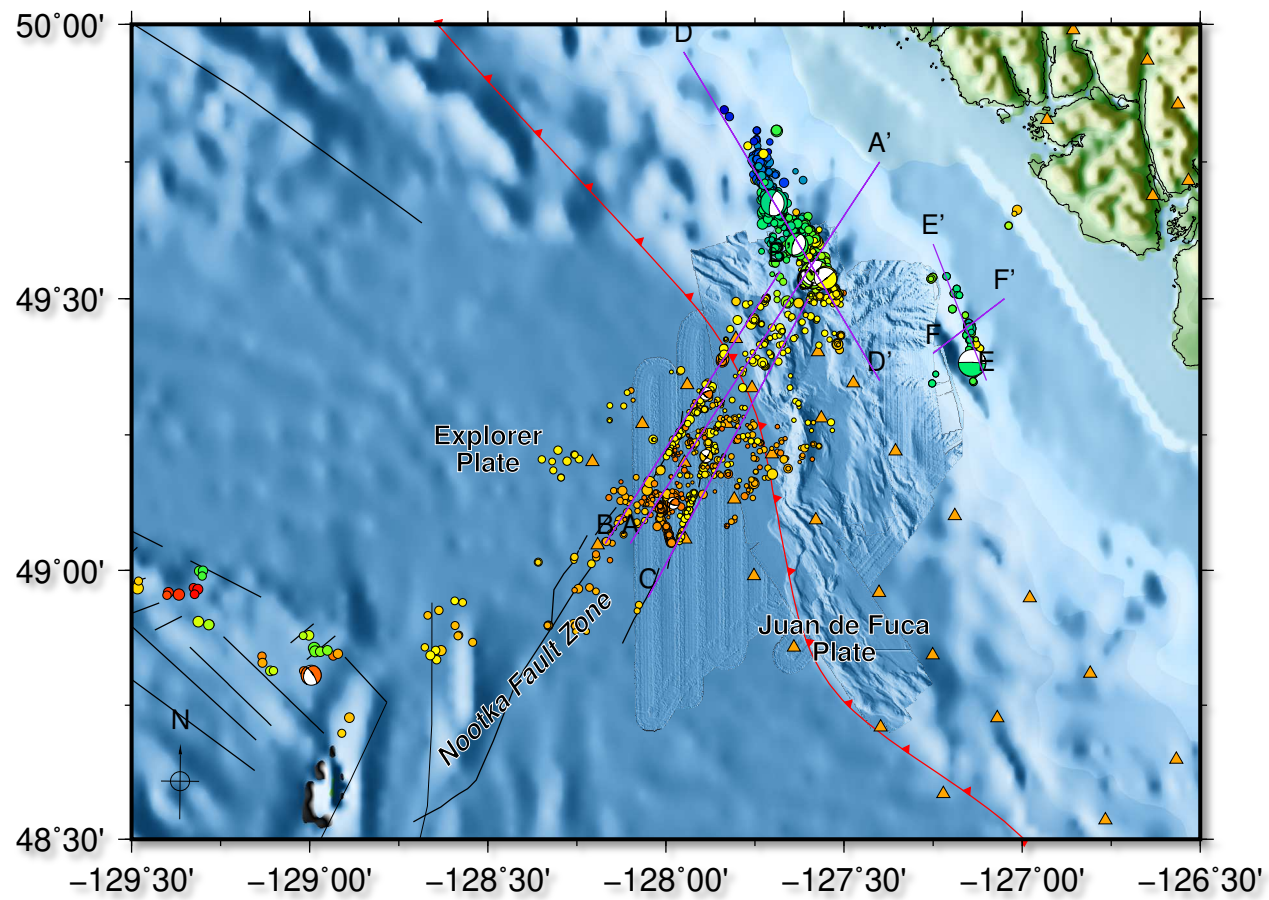 50°00'
D
A'
E'
B'
49°30'
F'
F
E
D'
Explorer
Plate
B
A
49°00'
C
Juan de Fuca
Plate
Nootka Fault Zone
N
48°30'
−129°30'
−129°00'
−128°30'
−128°00'
−127°30'
−127°00'
−126°30'